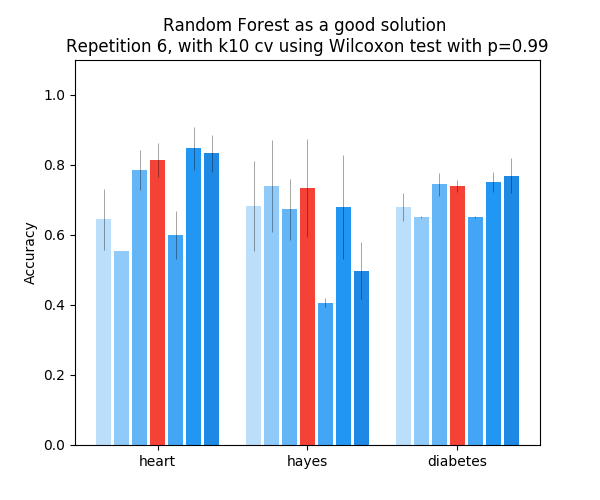 Random Forest as a good solution
Repetition 6, with k10 cv using Wilcoxon test with p=0.99
1.0
0.8
0.6
0.4
0.2
0.0
Accuracy
heart hayes diabetes